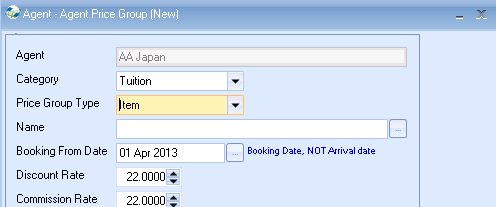 Agent - Agent Price Group (New)
Agent AA Japan
Category Tuition
Price Group Type Item
Name ...
Booking From Date 01 Apr 2013 ... Booking Date, NOT Arrival date
Discount Rate 22.0000
Commission Rate 22.0000